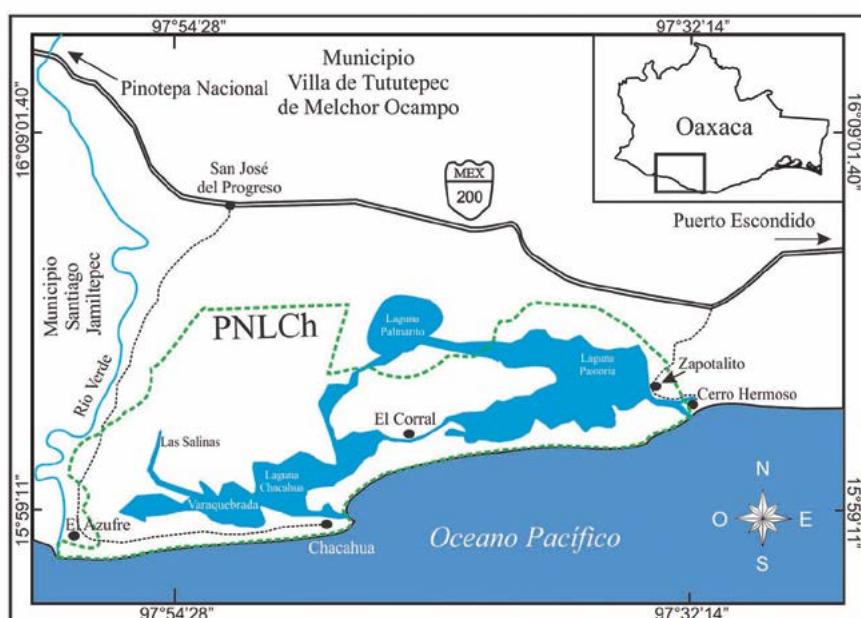 97°54'28"
97°32'14"
Municipio
Villa de Tututepec
de Melchor Ocampo
Pinotepa Nacional
16°09'01.40"
16°09'01.40"
Oaxaca
San José
del Progreso
MEX
200
Puerto Escondido
Municipio
Santiago
Jamiltepec
Río Verde
PNLCh
Laguna
Palmarito
Laguna
Pastoria
Zapotalito
Cerro Hermoso
El Corral
Las Salinas
Laguna
Chacahua
Varaquebrada
15°59'11"
15°59'11"
El Azufre
Chacahua
Oceano Pacífico
N
O
E
S
97°54'28"
97°32'14"